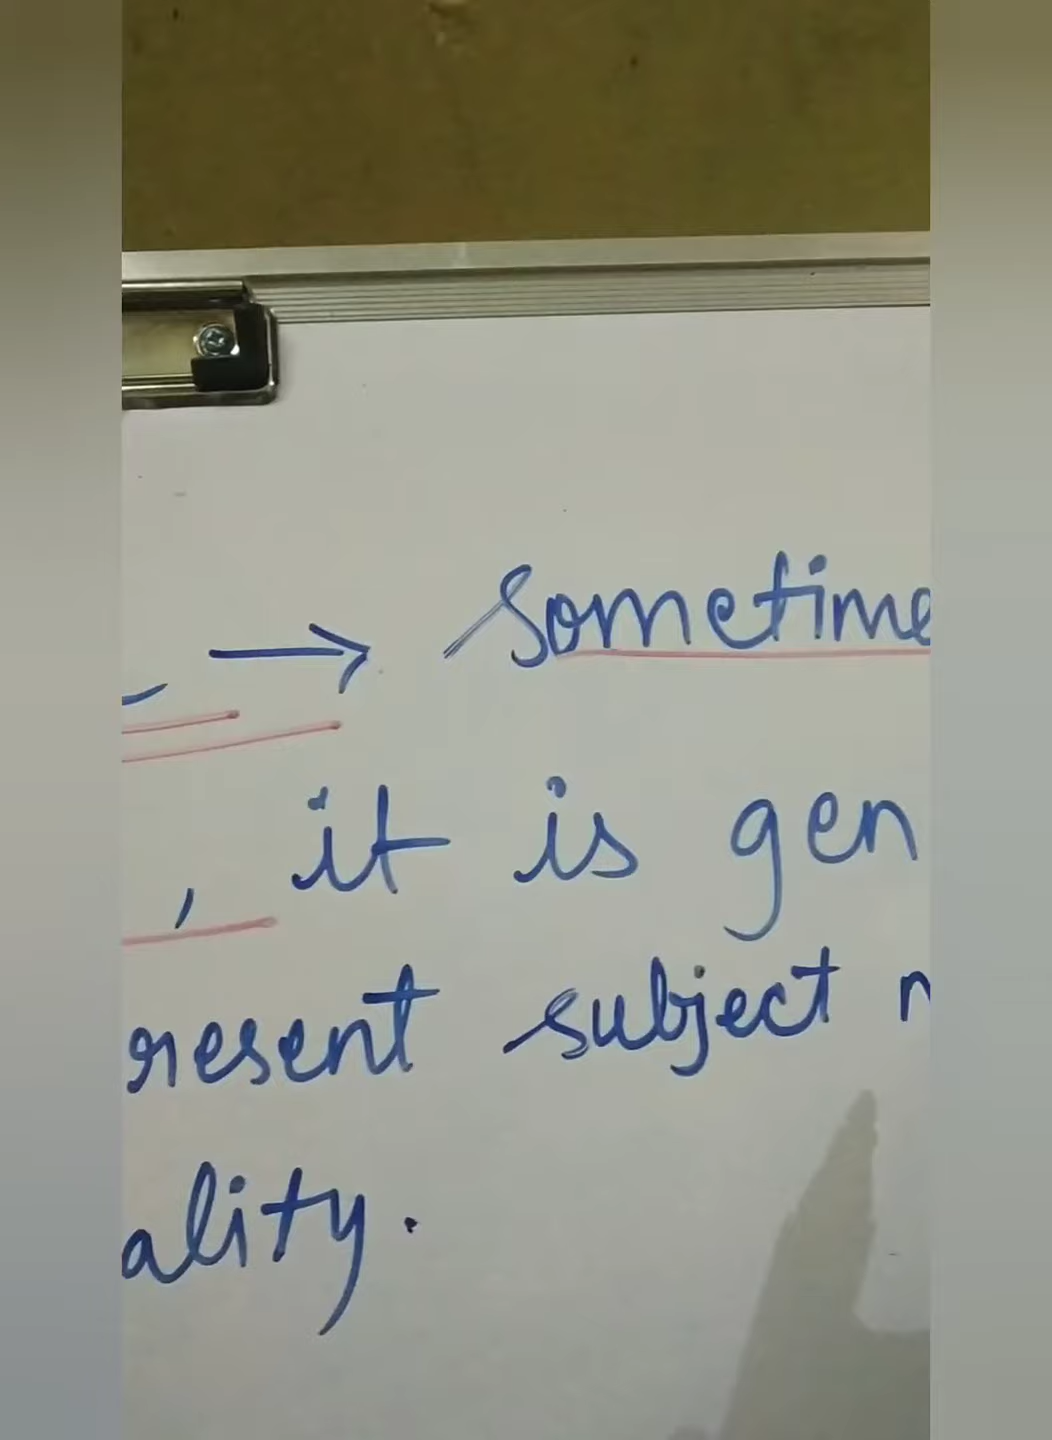 → sometime
, it is gen
resent subject
ality.